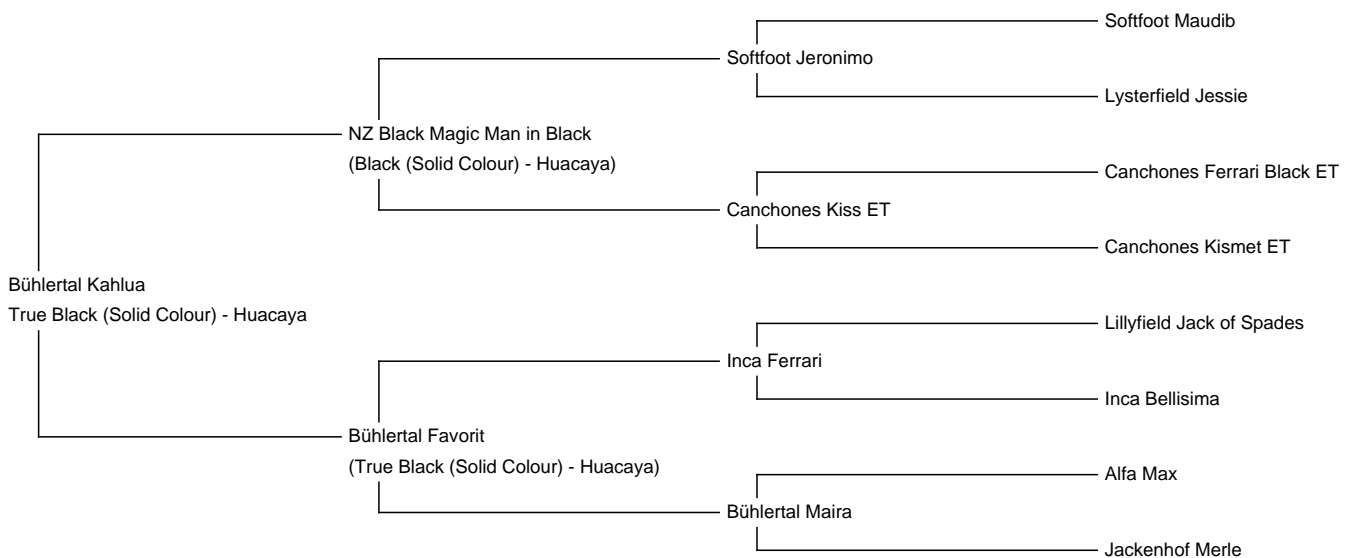 Softfoot Maudib
Softfoot Jeronimo
Lysterfield Jessie
NZ Black Magic Man in Black
(Black (Solid Colour) - Huacaya)
Canchones Ferrari Black ET
Canchones Kiss ET
Canchones Kismet ET
Bühlertal Kahlua
True Black (Solid Colour) - Huacaya
Lillyfield Jack of Spades
Inca Ferrari
Inca Bellisima
Bühlertal Favorit
(True Black (Solid Colour) - Huacaya)
Alfa Max
Bühlertal Maira
Jackenhof Merle